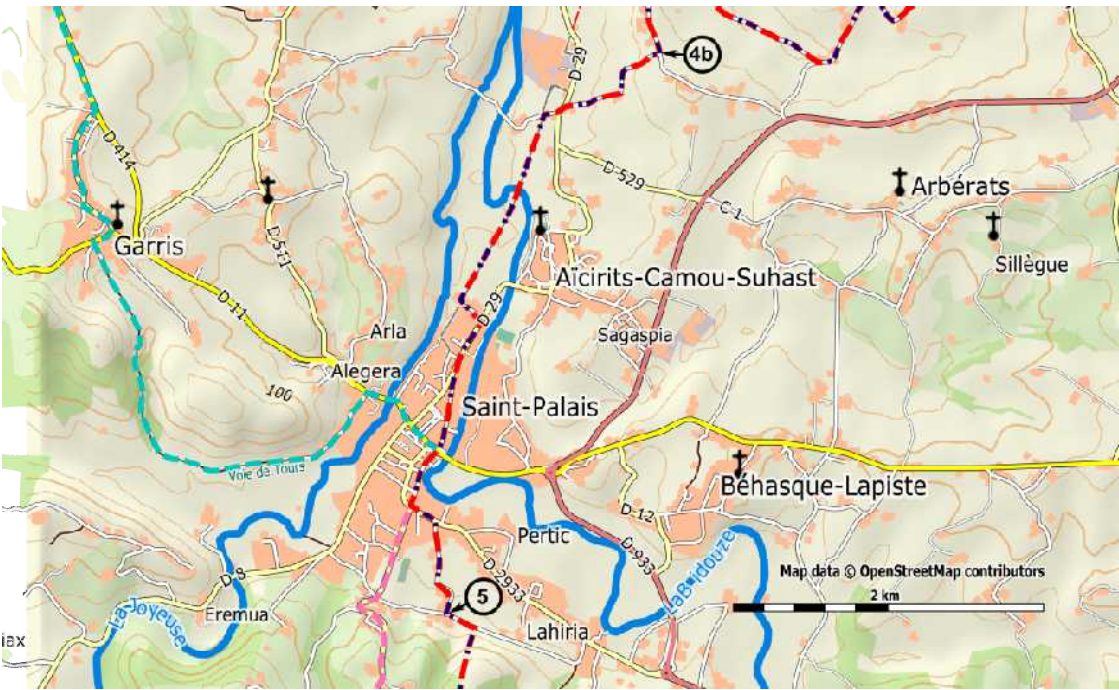 4b
D 29
D 414
D 529
Arbérats
C 1
Garris
D 511
Sillègue
Aïcirits-Camou-Suhast
D 11
D 29
Arla
Sagaspia
Alegera
100
Saint-Palais
Voie de Tours
Béhasque-Lapiste
D 12
Pertic
D 933
La Bidouze
Map data © OpenStreetMap contributors
D 3
D 2933
5
2 km
Eremua
La Joyeuse
Lahiria
iax